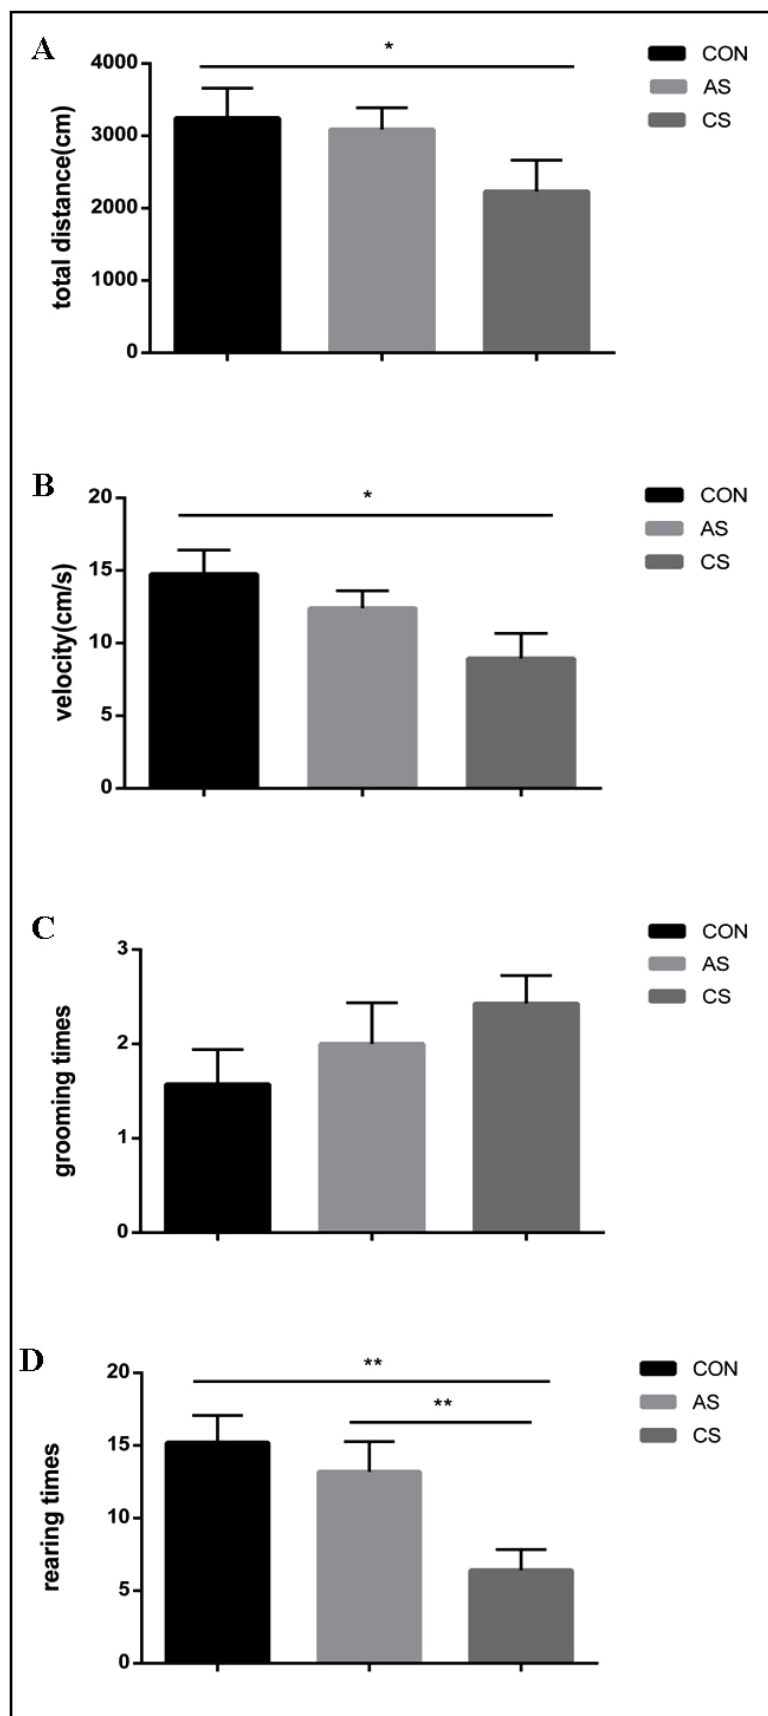 A
*
CON
AS
CS
4000
3000
2000
1000
0
total distance(cm)
B
*
CON
AS
CS
20
15
10
5
0
velocity(cm/s)
C
CON
AS
CS
3
2
1
0
grooming times
D
**
**
CON
AS
CS
20
15
10
5
0
rearing times